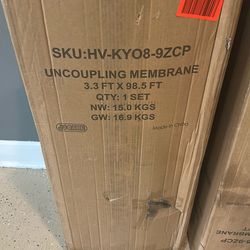 SKU:HV-KYO8-9ZCP
UNCOUPLING MEMBRANE
3.3 FT X 98.5 FT
QTY: 1 SET
NW: 15.0 KGS
GW: 16.9 KGS
Made in China